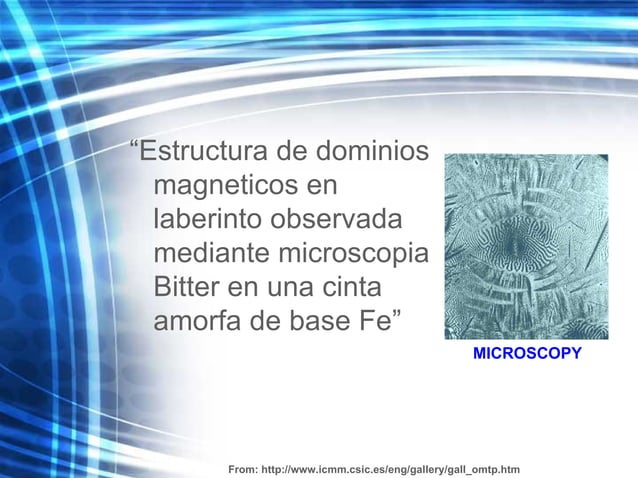 “Estructura de dominios
magneticos en
laberinto observada
mediante microscopia
Bitter en una cinta
amorfa de base Fe”
MICROSCOPY
From: http://www.icmm.csic.es/eng/gallery/gall_omtp.htm